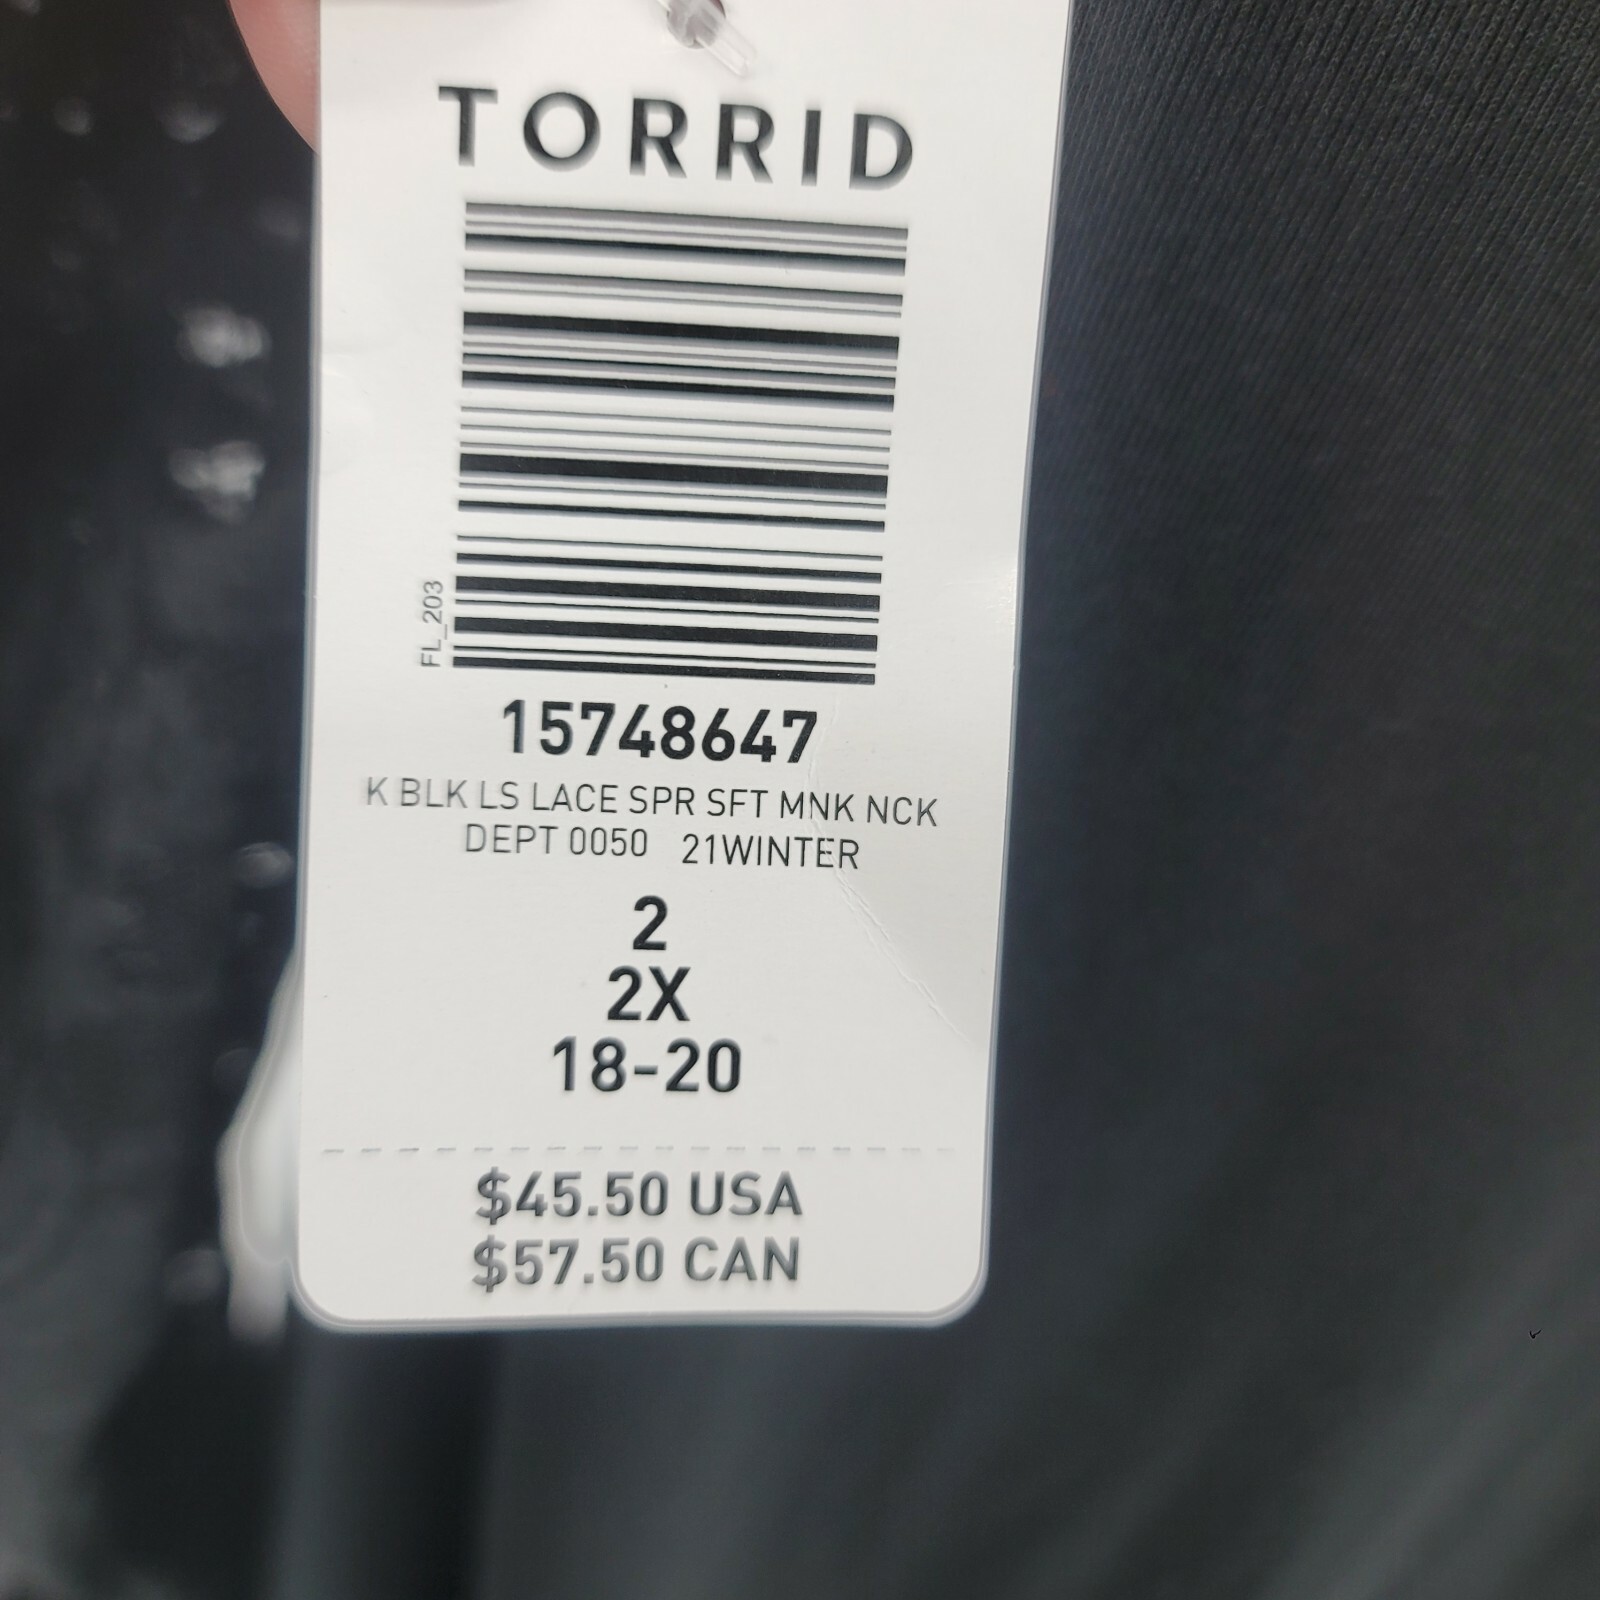 TORRID
FL_203
15748647
K BLK LS LACE SPR SFT MNK NCK
DEPT 0050 21WINTER
2
2X
18-20
$45.50 USA
$57.50 CAN